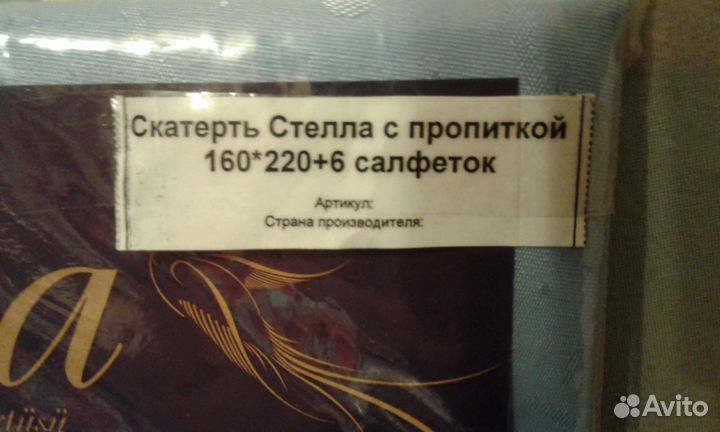 Скатерть Стелла с пропиткой
160*220+6 салфеток
Артикул:
Страна производителя:
a
Avito